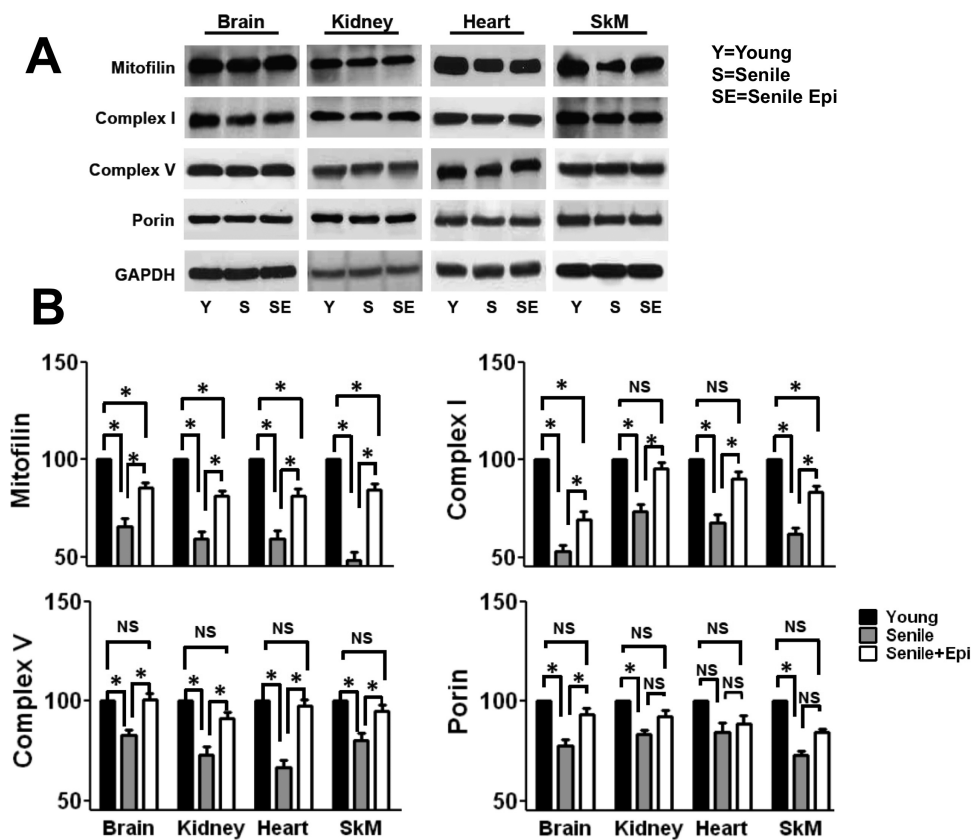 A
Brain Kidney Heart SkM
Mitofilin
Complex I
Complex V
Porin
GAPDH
Y S SE Y S SE Y S SE Y S SE
Y=Young
S=Senile
SE=Senile Epi
B
Mitofilin
150
100
50
* * * * * * * * * * * *
Complex I
150
100
50
* * * NS * * NS * * * * *
Complex V
150
100
50
NS * * NS * * NS * * NS * *
Brain Kidney Heart SkM
Porin
150
100
50
NS * * NS * NS NS NS NS NS * NS
Brain Kidney Heart SkM
Young
Senile
Senile+Epi